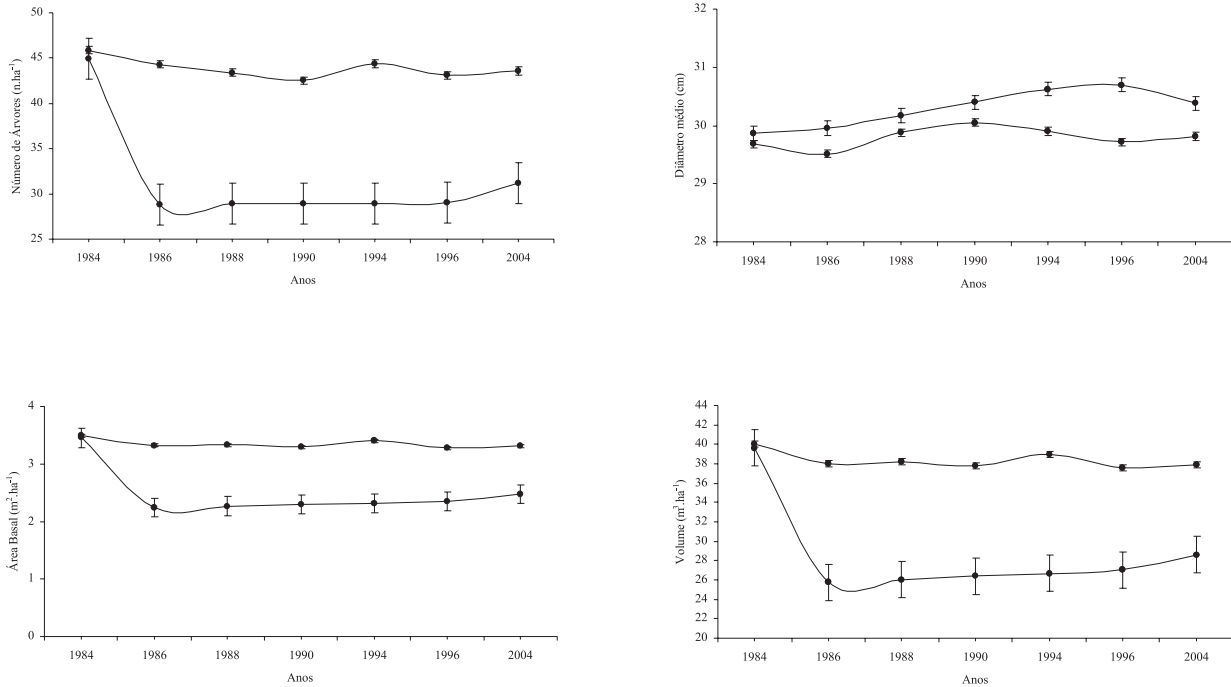 Número de Árvores (n.ha⁻¹)
50
45
40
35
30
25
1984 1986 1988 1990 1994 1996 2004
Anos
Diâmetro médio (cm)
32
31
30
29
28
1984 1986 1988 1990 1994 1996 2004
Anos
Área Basal (m².ha⁻¹)
4
3
2
1
0
1984 1986 1988 1990 1994 1996 2004
Anos
Volume (m³.ha⁻¹)
44
42
40
38
36
34
32
30
28
26
24
22
20
1984 1986 1988 1990 1994 1996 2004
Anos